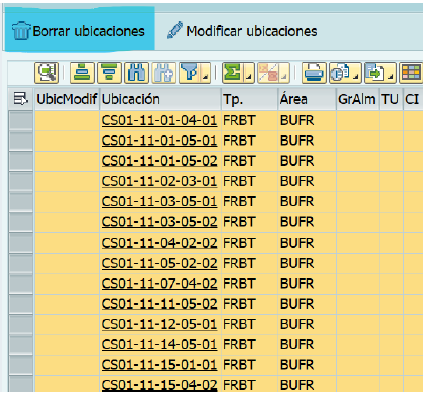 Borrar ubicaciones Modificar ubicaciones
UbicModif Ubicación Tp. Área GrAlm TU CI
CS01-11-01-04-01 FRBT BUFR
CS01-11-01-05-01 FRBT BUFR
CS01-11-01-05-02 FRBT BUFR
CS01-11-02-03-01 FRBT BUFR
CS01-11-03-05-01 FRBT BUFR
CS01-11-03-05-02 FRBT BUFR
CS01-11-04-02-02 FRBT BUFR
CS01-11-05-02-02 FRBT BUFR
CS01-11-07-04-02 FRBT BUFR
CS01-11-11-05-02 FRBT BUFR
CS01-11-12-05-01 FRBT BUFR
CS01-11-14-05-01 FRBT BUFR
CS01-11-15-01-01 FRBT BUFR
CS01-11-15-04-02 FRBT BUFR